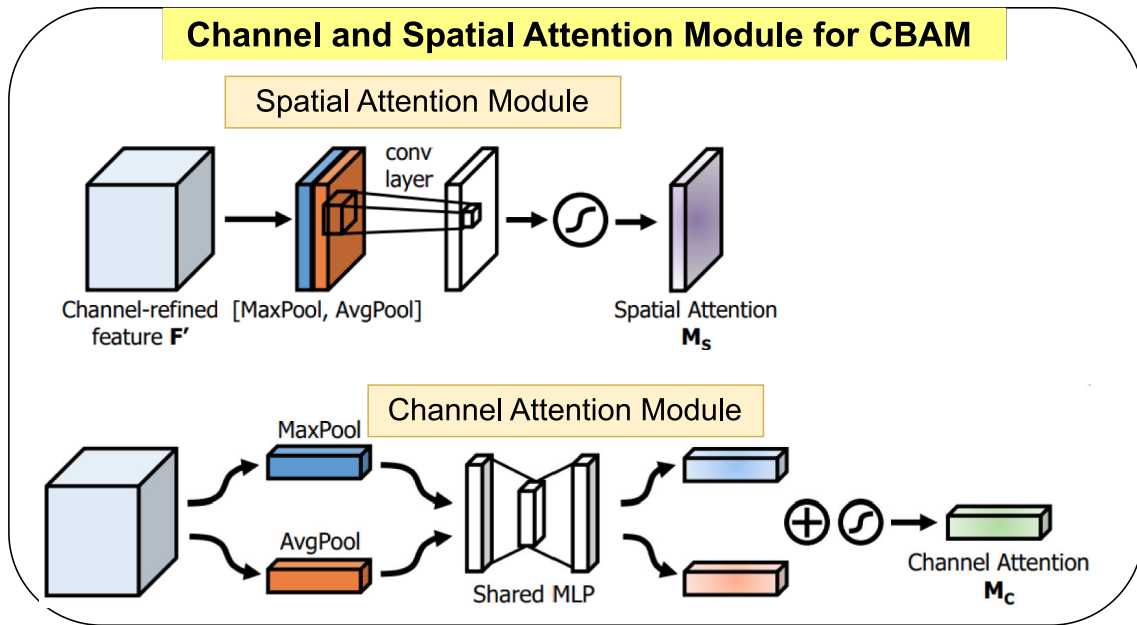 Channel and Spatial Attention Module for CBAM
Spatial Attention Module
conv
layer
Channel-refined
feature F'
[MaxPool, AvgPool]
Spatial Attention
Ms
Channel Attention Module
MaxPool
AvgPool
Shared MLP
Channel Attention
Mc